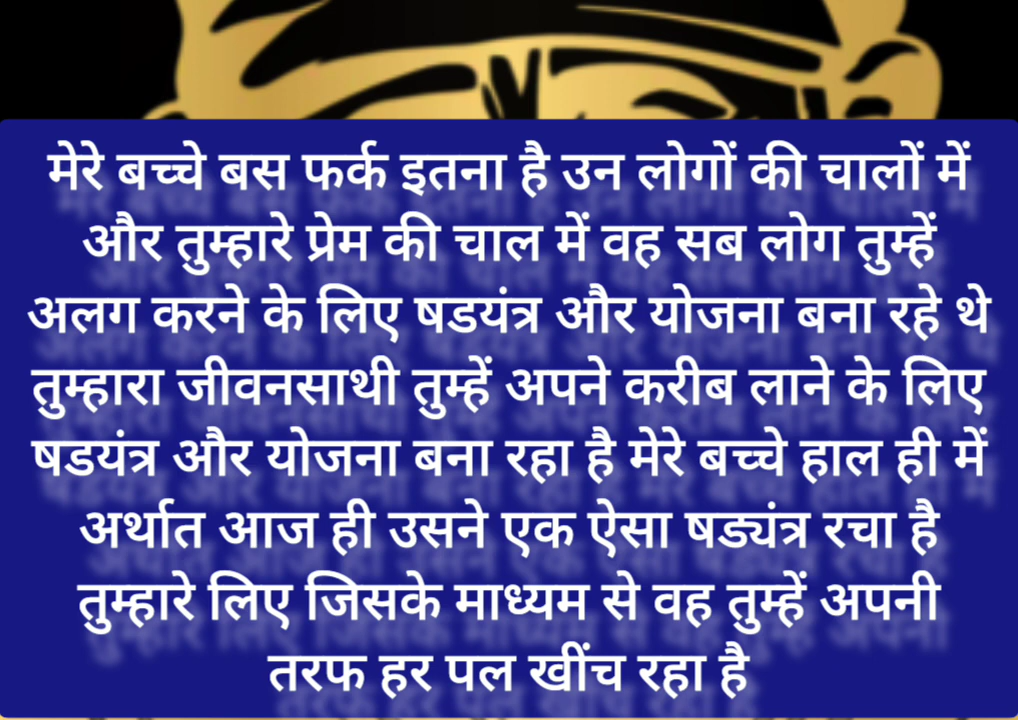 मेरे बच्चे बस फर्क इतना है उन लोगों की चालों में
और तुम्हारे प्रेम की चाल में वह सब लोग तुम्हें
अलग करने के लिए षडयंत्र और योजना बना रहे थे
तुम्हारा जीवनसाथी तुम्हें अपने करीब लाने के लिए
षडयंत्र और योजना बना रहा है मेरे बच्चे हाल ही में
अर्थात आज ही उसने एक ऐसा षड्यंत्र रचा है
तुम्हारे लिए जिसके माध्यम से वह तुम्हें अपनी
तरफ हर पल खींच रहा है